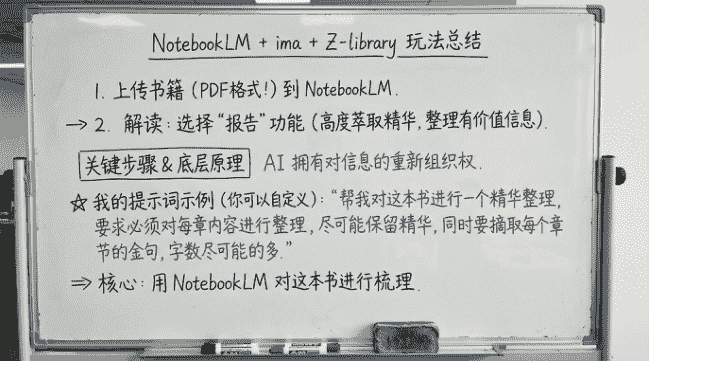 NotebookLM + ima + Z-library 玩法总结
1. 上传书籍 (PDF格式!) 到 NotebookLM.
→ 2. 解读: 选择“报告”功能 (高度萃取精华, 整理有价值信息).
关键步骤 & 底层原理 AI 拥有对信息的重新组织权.
☆ 我的提示词示例 (你可以自定义): “帮我对这本书进行一个精华整理,
要求必须对每章内容进行整理, 尽可能保留精华, 同时要摘取每个章
节的金句, 字数尽可能的多.”
⇒ 核心: 用 NotebookLM 对这本书进行梳理.